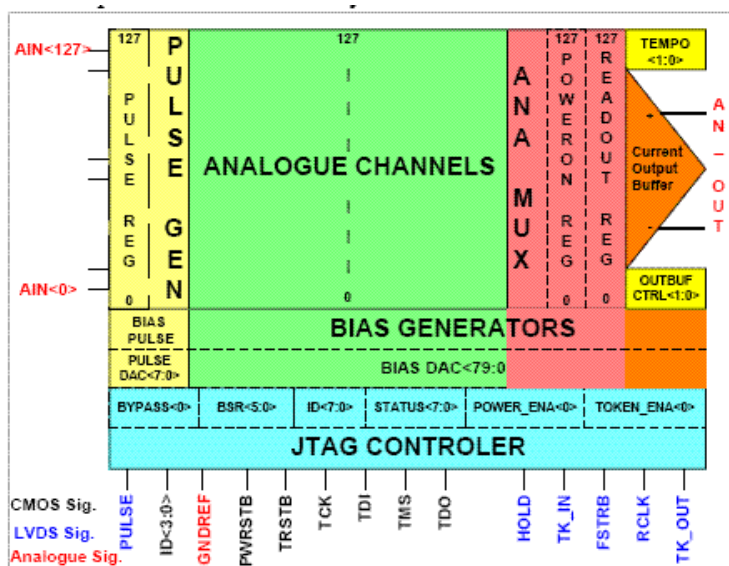 AIN<127>
AIN<0>
127
PULSE REG
0
PULSE GEN
127
ANALOGUE CHANNELS
0
ANA MUX
127
POWERON REG
0
127
READOUT REG
0
TEMPO
<1:0>
+
Current
Output
Buffer
-
OUTBUF
CTRL<1:0>
AN_OUT
BIAS
PULSE
BIAS GENERATORS
PULSE
DAC<7:0>
BIAS DAC<79:0
BYPASS<0> BSR<5:0> ID<7:0> STATUS<7:0> POWER_ENA<0> TOKEN_ENA<0>
JTAG CONTROLER
CMOS Sig.
LVDS Sig.
Analogue Sig.
PULSE
ID<3:0>
GNDREF
PWRSTB
TRSTB
TCK
TDI
TMS
TDO
HOLD
TK_IN
FSTRB
RCLK
TK_OUT